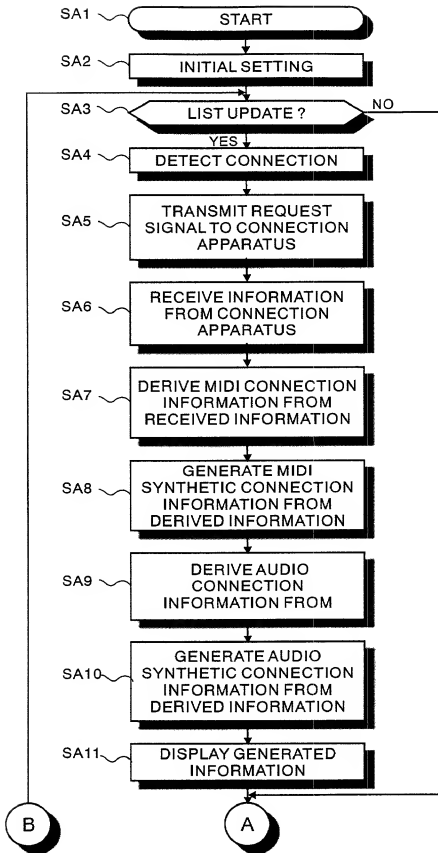 SA1
START
SA2
INITIAL SETTING
SA3
LIST UPDATE ?
NO
YES
SA4
DETECT CONNECTION
SA5
TRANSMIT REQUEST
SIGNAL TO CONNECTION
APPARATUS
SA6
RECEIVE INFORMATION
FROM CONNECTION
APPARATUS
SA7
DERIVE MIDI CONNECTION
INFORMATION FROM
RECEIVED INFORMATION
SA8
GENERATE MIDI
SYNTHETIC CONNECTION
INFORMATION FROM
DERIVED INFORMATION
SA9
DERIVE AUDIO
CONNECTION
INFORMATION FROM
SA10
GENERATE AUDIO
SYNTHETIC CONNECTION
INFORMATION FROM
DERIVED INFORMATION
SA11
DISPLAY GENERATED
INFORMATION
B
A